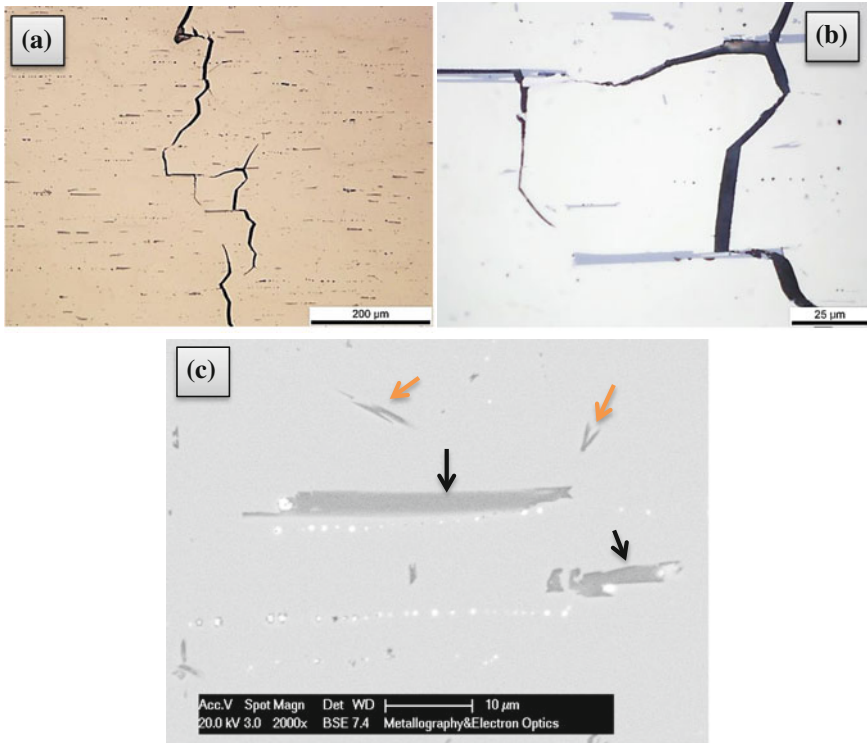 (a)
200 µm
(b)
25 µm
(c)
Acc.V Spot Magn Det WD 10 µm
20.0 kV 3.0 2000x BSE 7.4 Metallography&Electron Optics